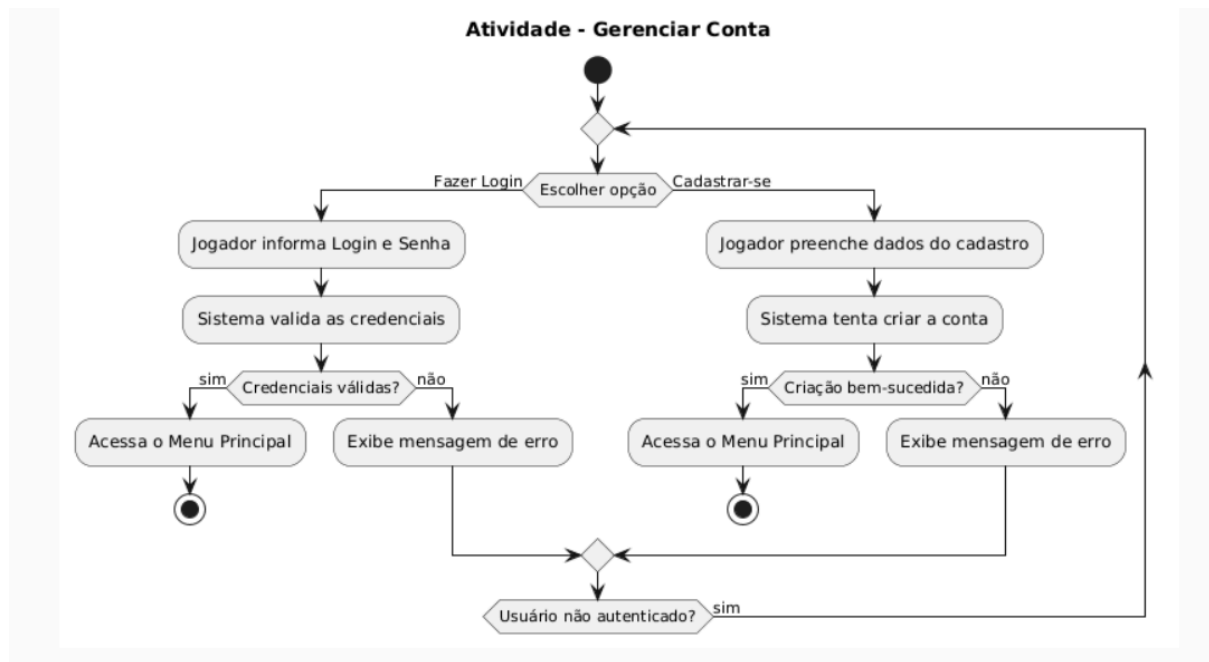 Atividade - Gerenciar Conta
Fazer Login
Escolher opção
Cadastrar-se
Jogador informa Login e Senha
Jogador preenche dados do cadastro
Sistema valida as credenciais
Sistema tenta criar a conta
sim
Credenciais válidas?
não
sim
Criação bem-sucedida?
não
Acessa o Menu Principal
Exibe mensagem de erro
Acessa o Menu Principal
Exibe mensagem de erro
Usuário não autenticado?
sim